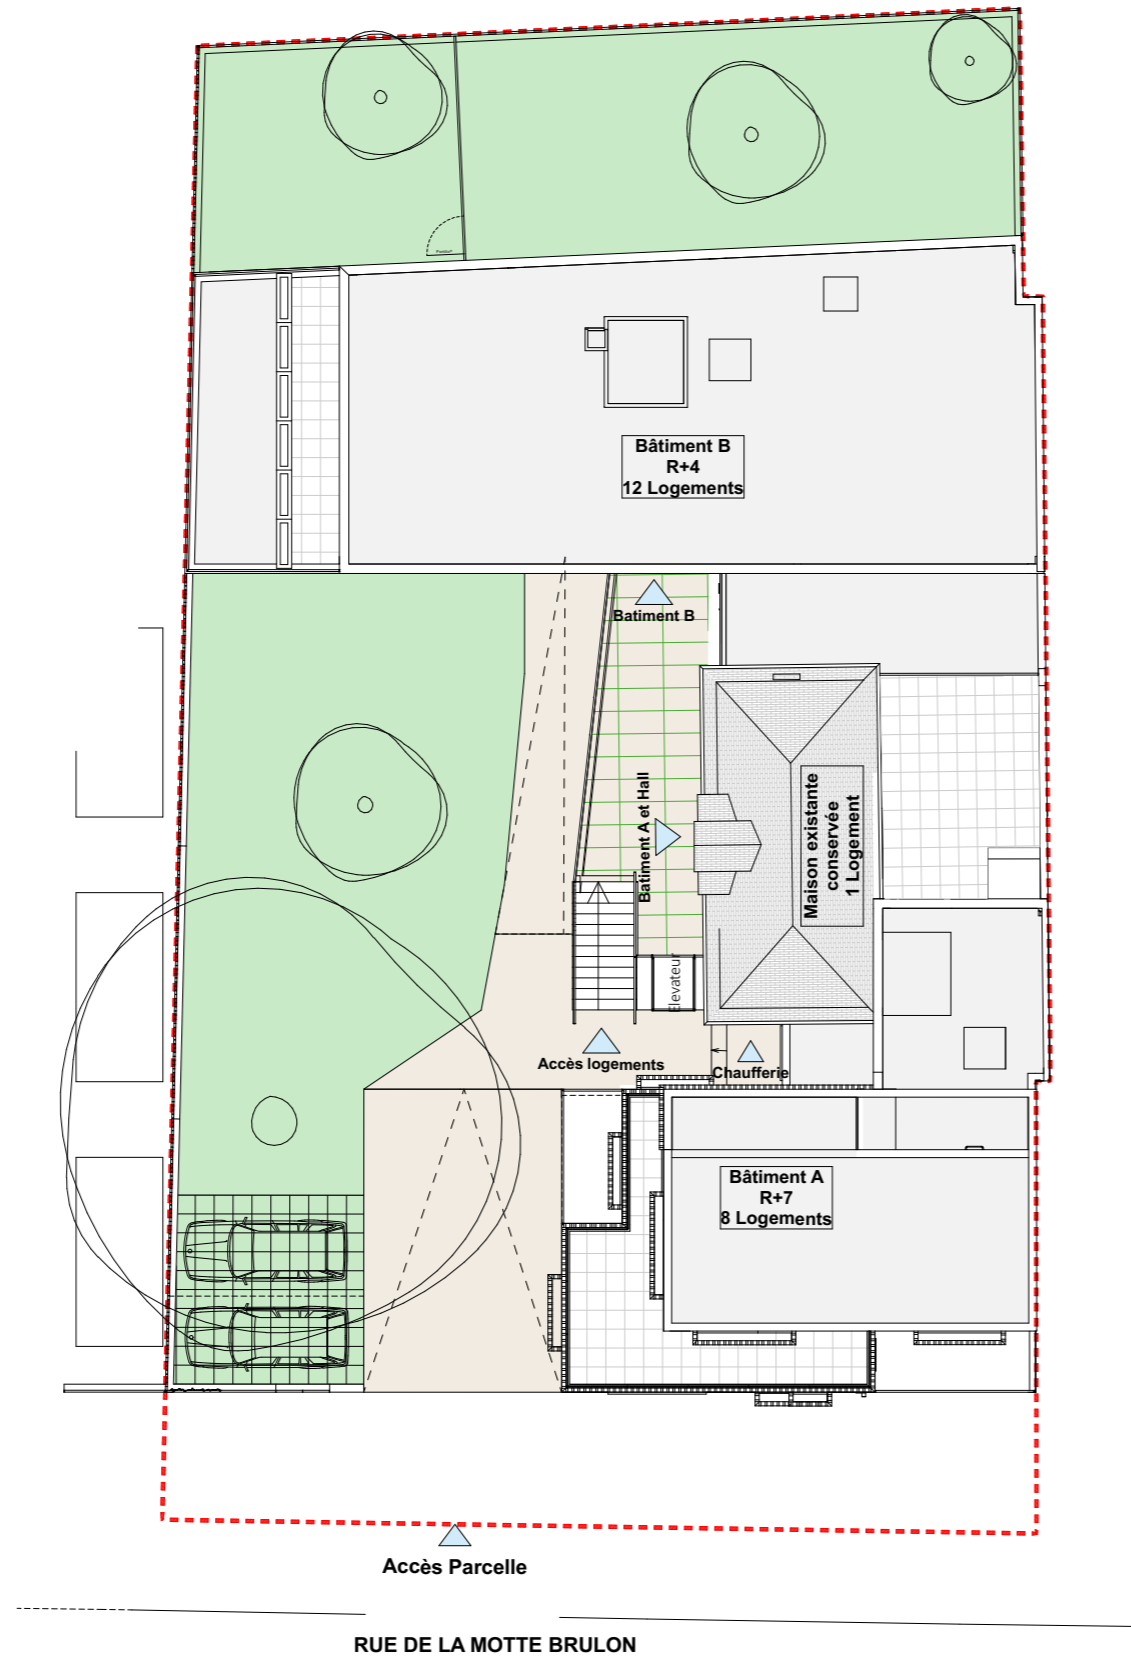 Bâtiment B
R+4
12 Logements
Batiment B
Batiment A et Hall
Maison existante
conservée
1 Logement
Elevateur
Accès logements
Chaufferie
Bâtiment A
R+7
8 Logements
Accès Parcelle
RUE DE LA MOTTE BRULON